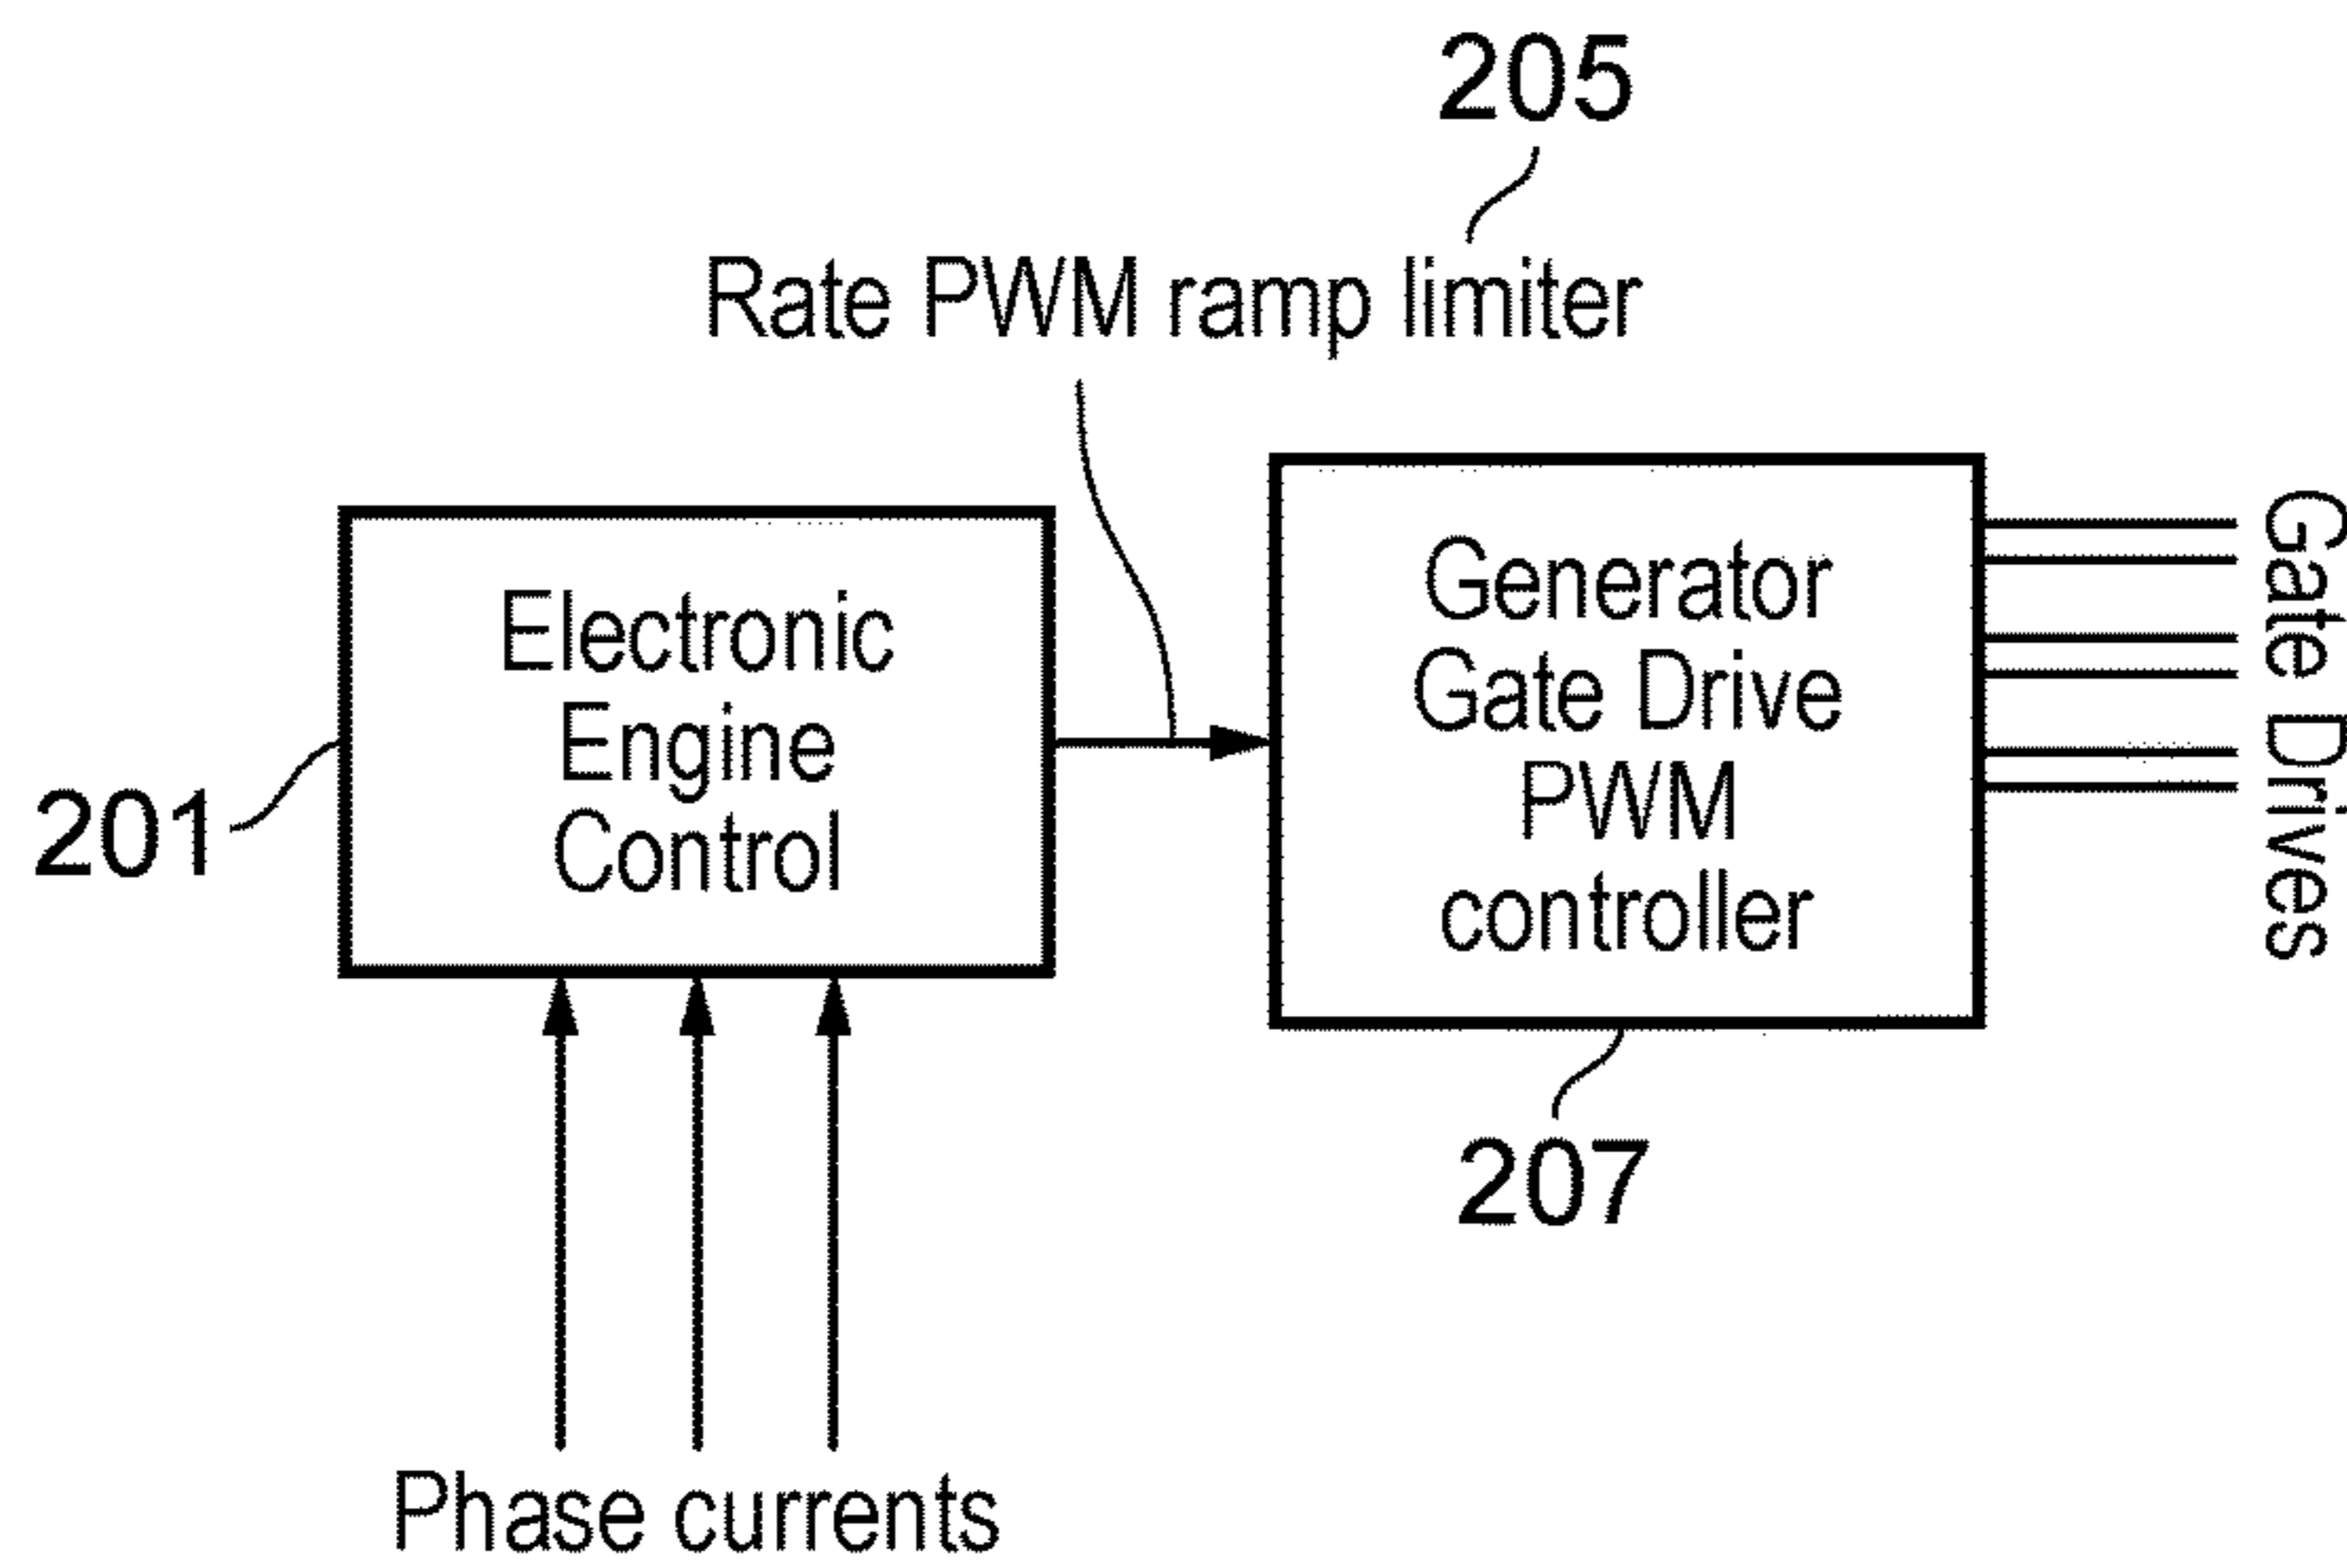 205
Rate PWM ramp limiter
Electronic
Engine
Control
201
Generator
Gate Drive
PWM
controller
207
Gate Drives
Phase currents